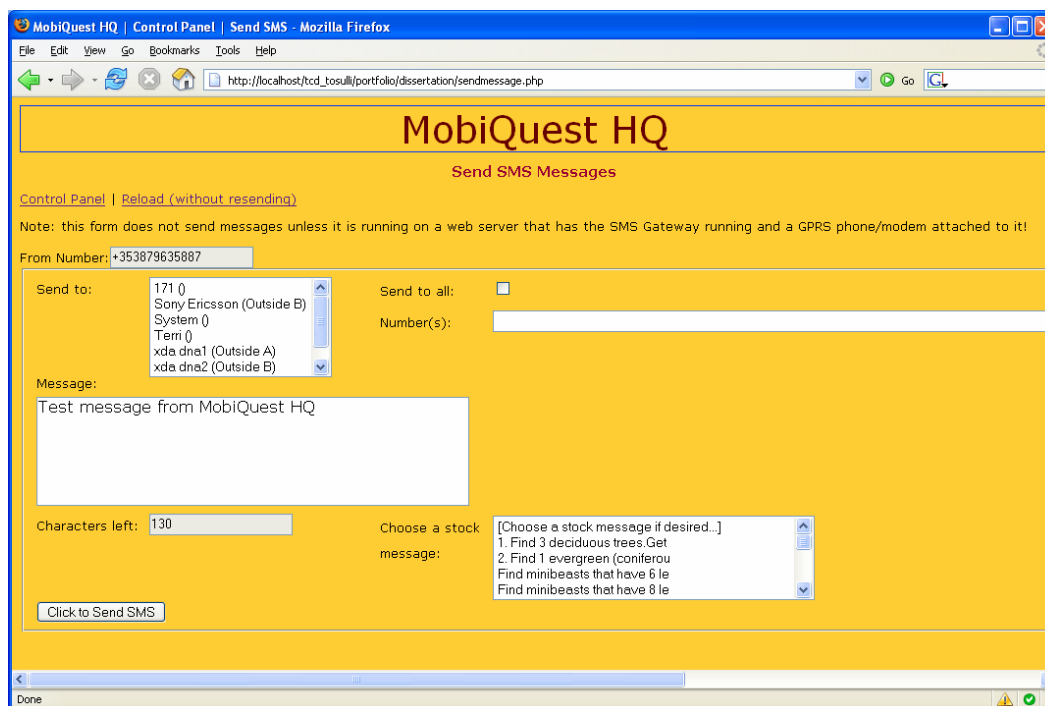 MobiQuest HQ | Control Panel | Send SMS - Mozilla Firefox
File Edit View Go Bookmarks Tools Help
http://localhost/tcd_tosulli/portfolio/dissertation/sendmessage.php Go G
MobiQuest HQ
Send SMS Messages
Control Panel | Reload (without resending)
Note: this form does not send messages unless it is running on a web server that has the SMS Gateway running and a GPRS phone/modem attached to it!
From Number: +353879635887
Send to:
171 ()
Sony Ericsson (Outside B)
System ()
Terri ()
xda dna1 (Outside A)
xda dna2 (Outside B)
Send to all:
Number(s):
Message:
Test message from MobiQuest HQ
Characters left: 130
Choose a stock message:
[Choose a stock message if desired...]
1. Find 3 deciduous trees.Get
2. Find 1 evergreen (coniferou
Find minibeasts that have 6 le
Find minibeasts that have 8 le
Click to Send SMS
Done